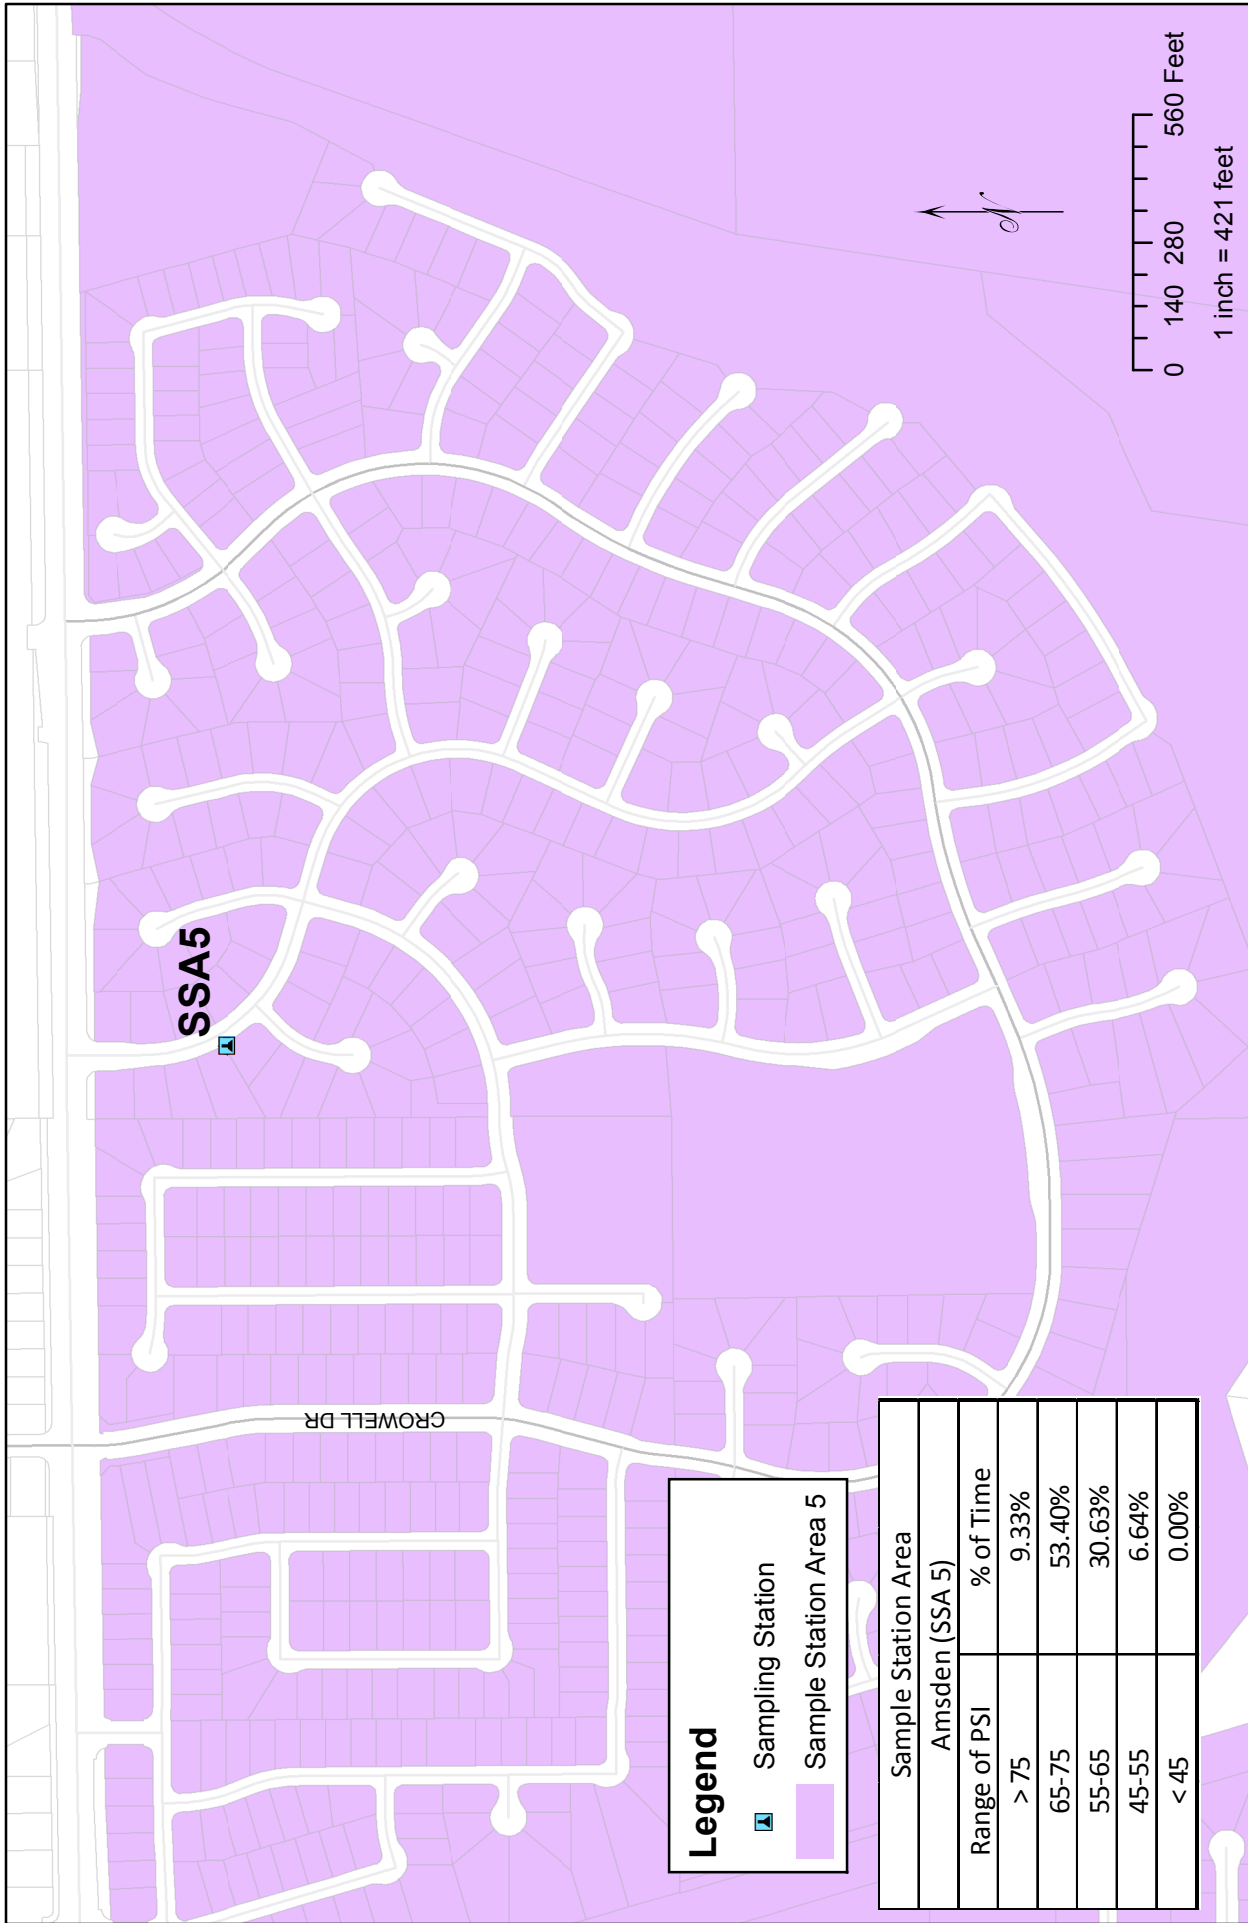 SSA5
CROWELL DR
Legend
Sampling Station
Sample Station Area 5
Sample Station Area
Amsden (SSA 5)
Range of PSI % of Time
> 75 9.33%
65-75 53.40%
55-65 30.63%
45-55 6.64%
< 45 0.00%
N
0 140 280 560 Feet
1 inch = 421 feet